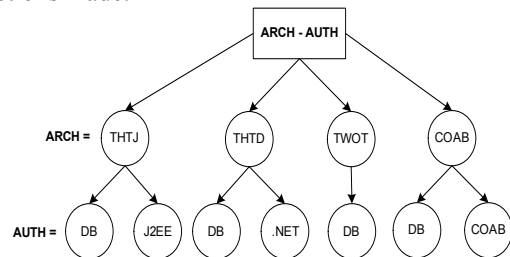 ARCH - AUTH
ARCH = THTJ THTD TWOT COAB
AUTH = DB J2EE DB .NET DB DB COAB